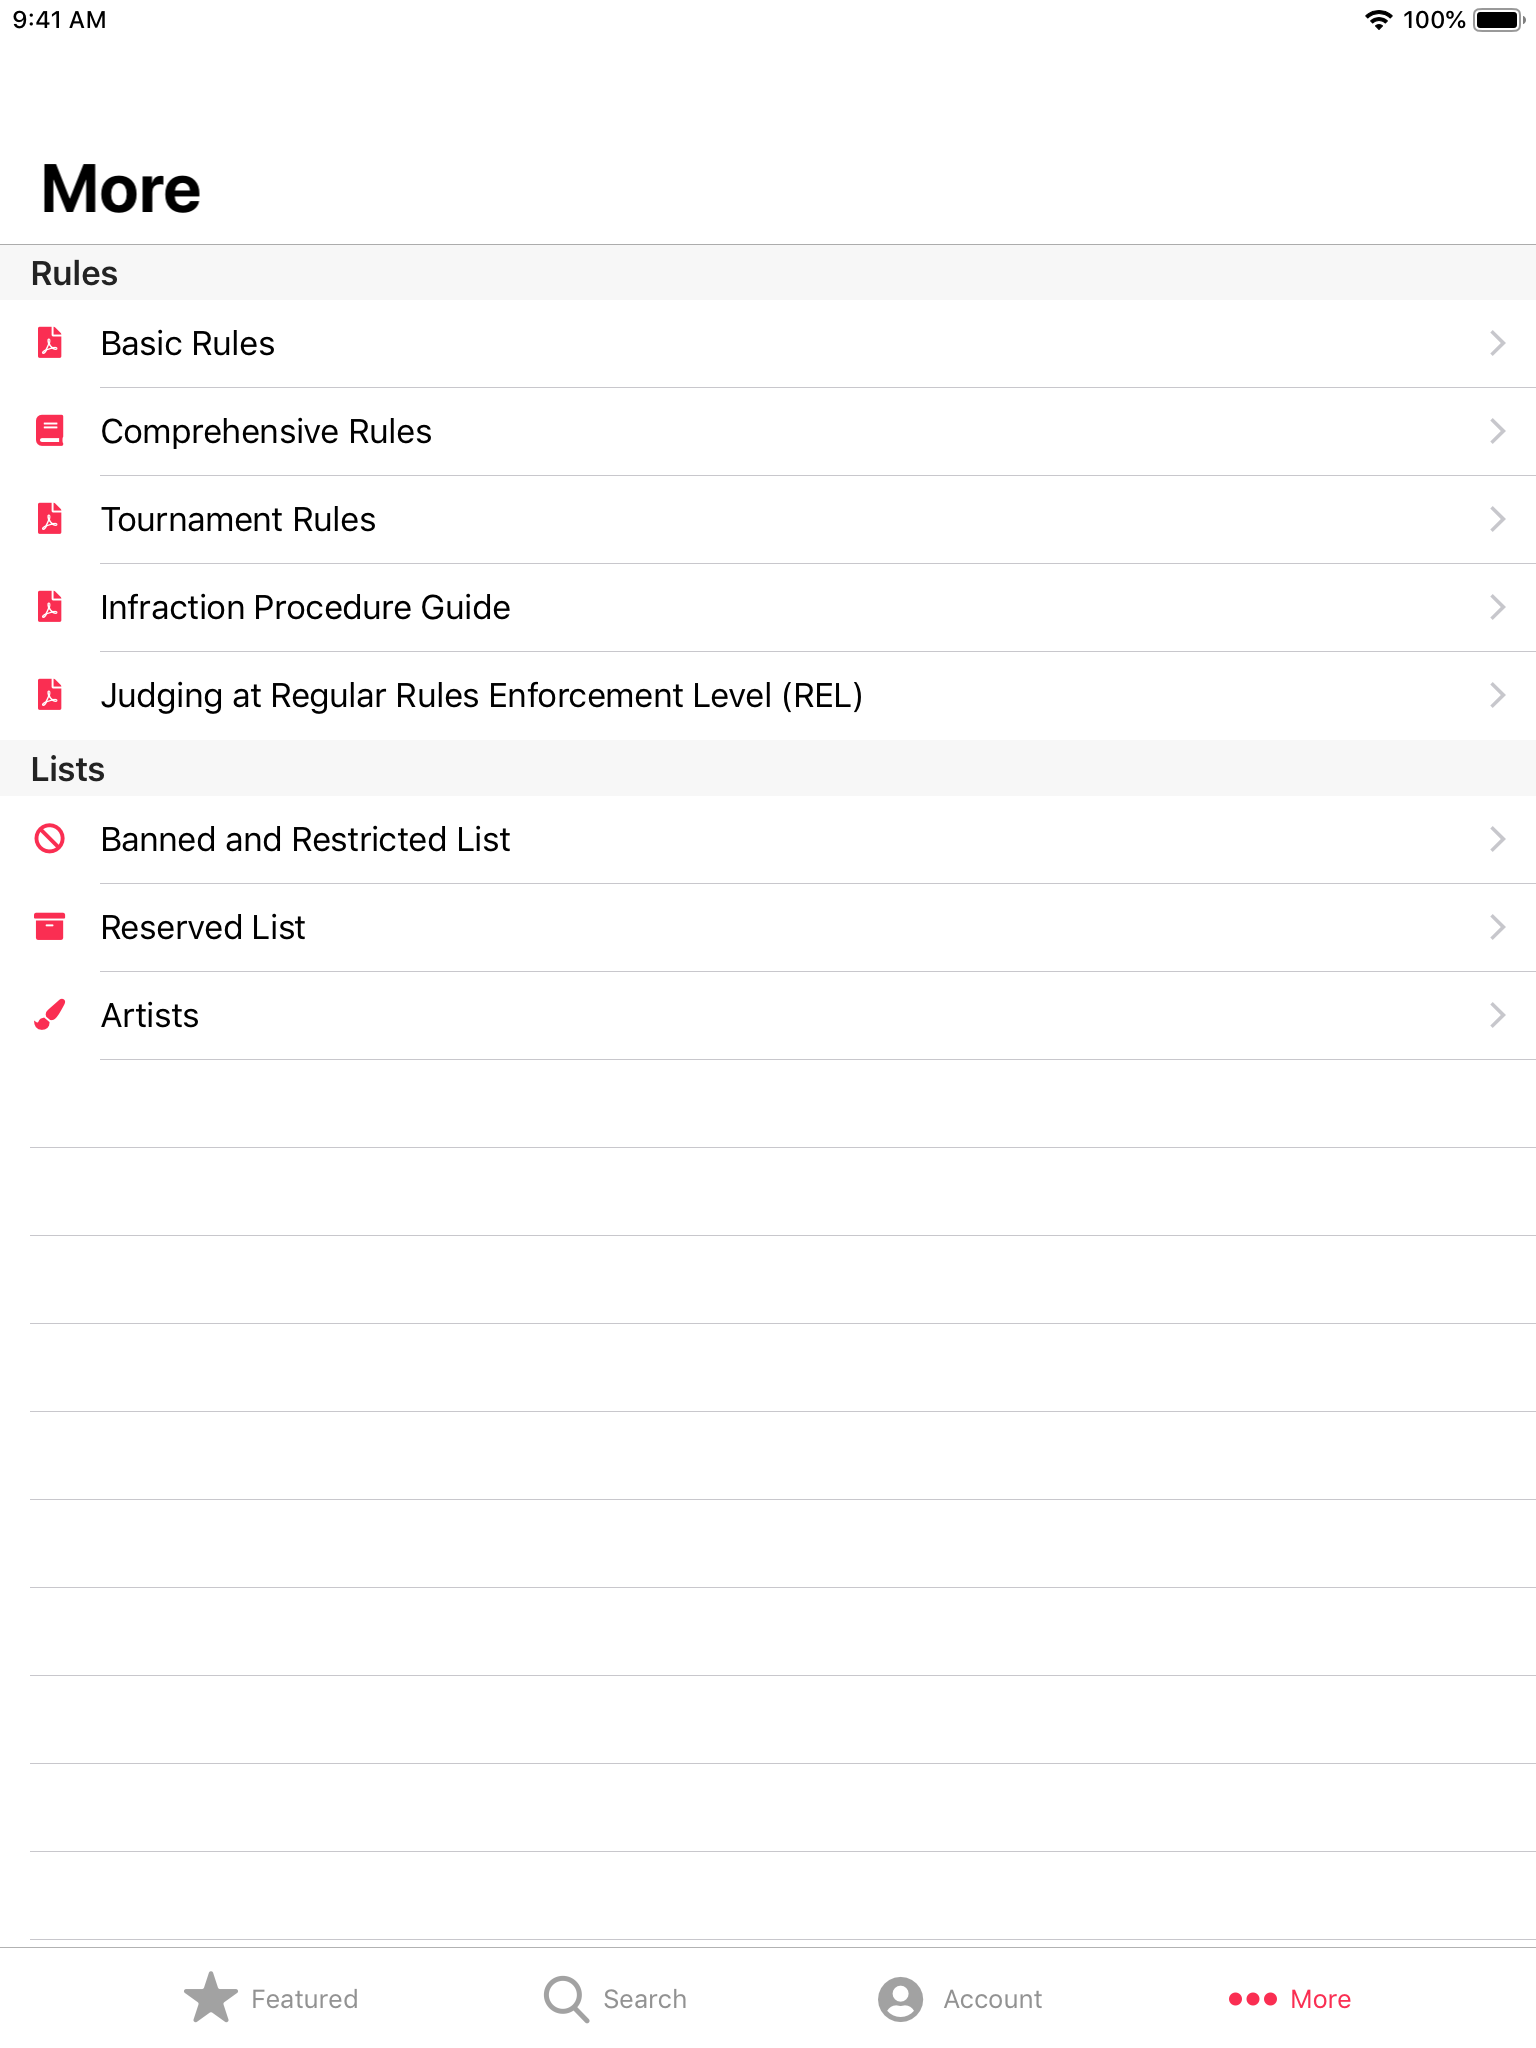 9:41 AM
100%
More
Rules
Basic Rules
Comprehensive Rules
Tournament Rules
Infraction Procedure Guide
Judging at Regular Rules Enforcement Level (REL)
Lists
Banned and Restricted List
Reserved List
Artists
Featured
Search
Account
More